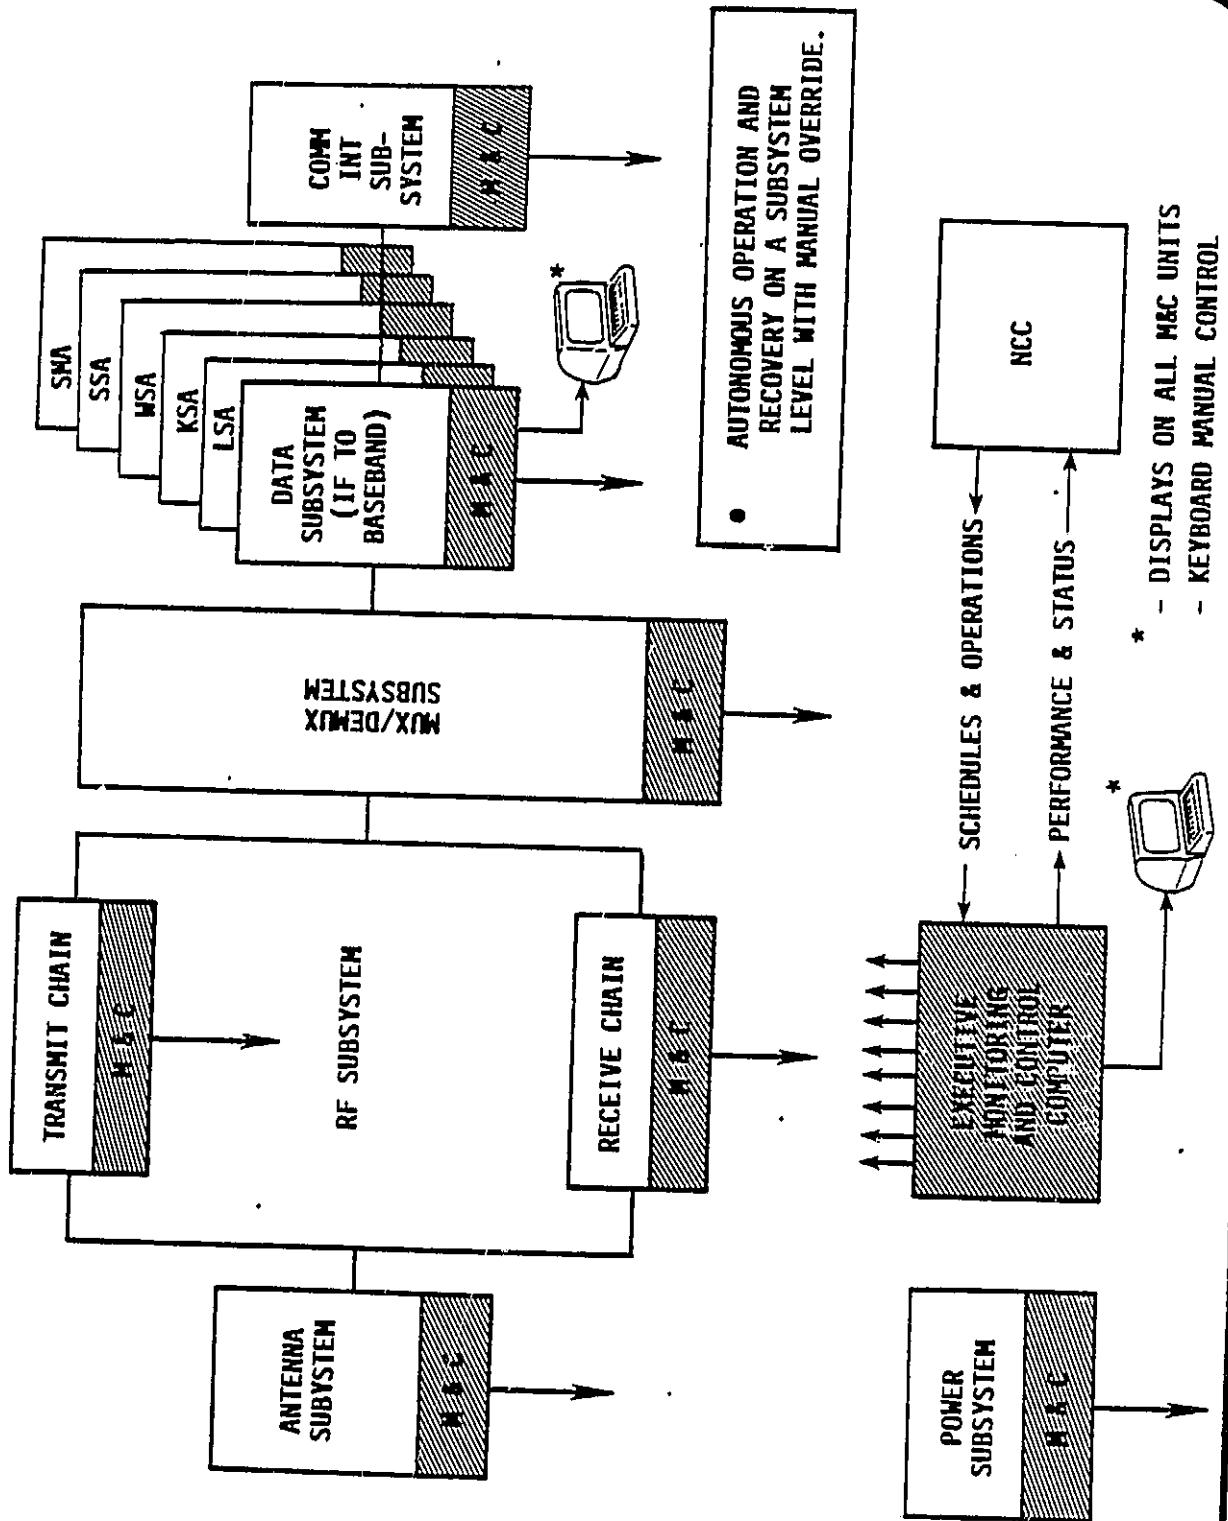 ANTENNA
SUBYSTEM
M & C
TRANSMIT CHAIN
M & C
RF SUBSYSTEM
RECEIVE CHAIN
M & C
MUX/DEMUX
SUBSYSTEM
M & C
SMA
SSA
WSA
KSA
LSA
DATA
SUBSYSTEM
(IF TO
BASEBAND)
M & C
*
COMM
INT
SUB-
SYSTEM
M & C
POWER
SUBSYSTEM
M & C
EXECUTIVE
MONITORING
AND CONTROL
COMPUTER
*
SCHEDULES & OPERATIONS
PERFORMANCE & STATUS
NCC
● AUTONOMOUS OPERATION AND
RECOVERY ON A SUBSYSTEM
LEVEL WITH MANUAL OVERRIDE.
* - DISPLAYS ON ALL M&C UNITS
- KEYBOARD MANUAL CONTROL